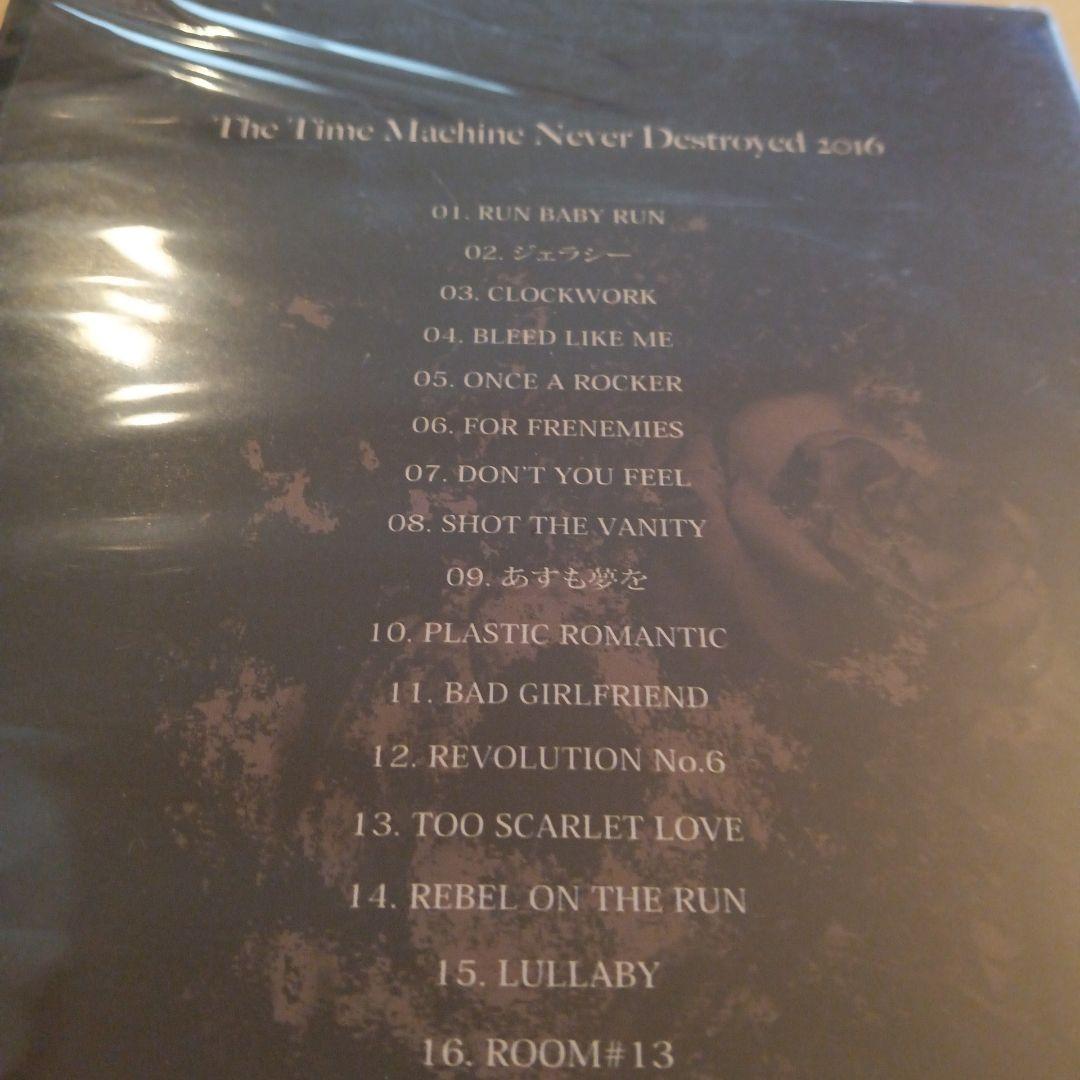 The Time Machine Never Destroyed 2016
01. RUN BABY RUN
02. ジェラシー
03. CLOCKWORK
04. BLEED LIKE ME
05. ONCE A ROCKER
06. FOR FRENEMIES
07. DON'T YOU FEEL
08. SHOT THE VANITY
09. あすも夢を
10. PLASTIC ROMANTIC
11. BAD GIRLFRIEND
12. REVOLUTION No.6
13. TOO SCARLET LOVE
14. REBEL ON THE RUN
15. LULLABY
16. ROOM#13